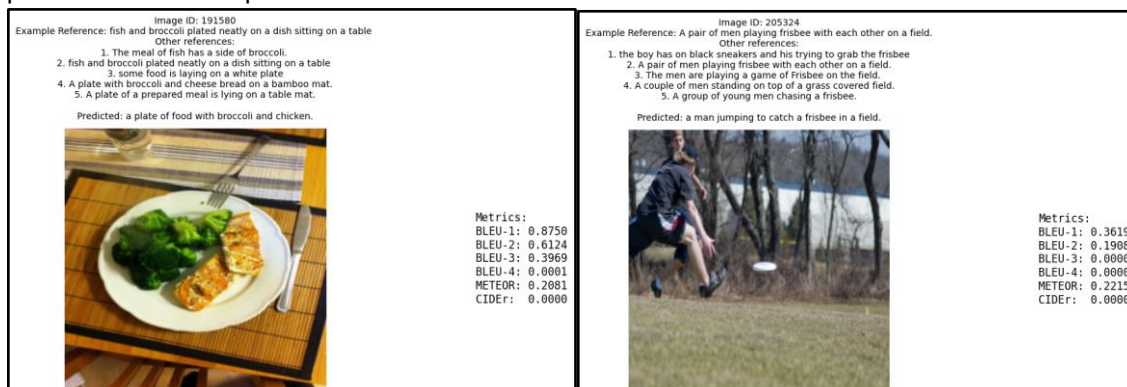 Image ID: 191580
Example Reference: fish and broccoli plated neatly on a dish sitting on a table
Other references:
1. The meal of fish has a side of broccoli.
2. fish and broccoli plated neatly on a dish sitting on a table
3. some food is laying on a white plate
4. A plate with broccoli and cheese bread on a bamboo mat.
5. A plate of a prepared meal is lying on a table mat.
Predicted: a plate of food with broccoli and chicken.
Metrics:
BLEU-1: 0.8750
BLEU-2: 0.6124
BLEU-3: 0.3969
BLEU-4: 0.0001
METEOR: 0.2081
CIDEr: 0.0000
Image ID: 205324
Example Reference: A pair of men playing frisbee with each other on a field.
Other references:
1. the boy has on black sneakers and his trying to grab the frisbee
2. A pair of men playing frisbee with each other on a field.
3. The men are playing a game of Frisbee on the field.
4. A couple of men standing on top of a grass covered field.
5. A group of young men chasing a frisbee.
Predicted: a man jumping to catch a frisbee in a field.
Metrics:
BLEU-1: 0.3619
BLEU-2: 0.1908
BLEU-3: 0.0000
BLEU-4: 0.0000
METEOR: 0.2215
CIDEr: 0.0000